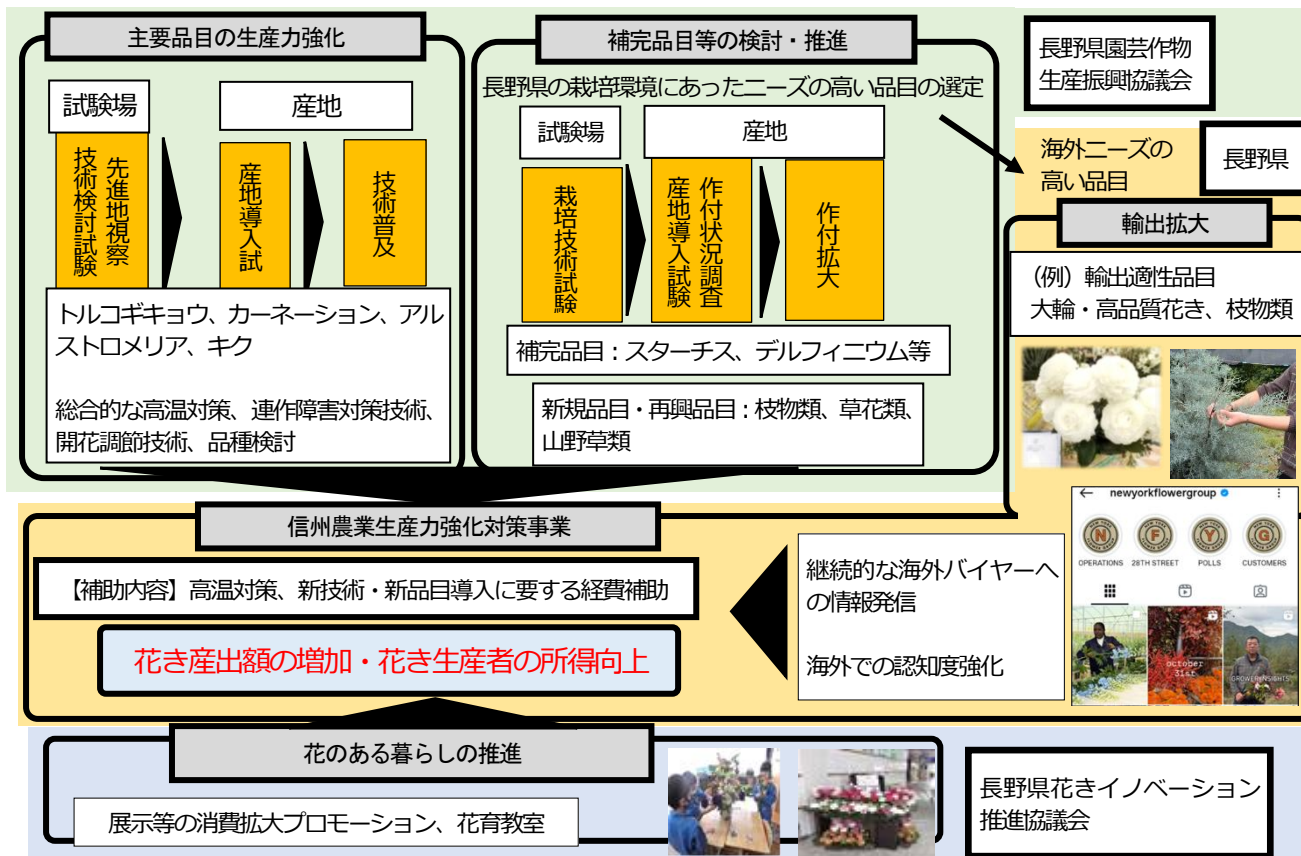 主要品目の生産力強化
試験場
産地
先進地視察
技術検討試験
産地導入試
技術普及
トルコギキョウ、カーネーション、アル
ストロメリア、キク
総合的な高温対策、連作障害対策技術、
開花調節技術、品種検討
補完品目等の検討・推進
長野県の栽培環境にあったニーズの高い品目の選定
試験場
産地
栽培技術試験
作付状況調査
産地導入試験
作付拡大
補完品目：スターチス、デルフィニウム等
新規品目・再興品目：枝物類、草花類、
山野草類
長野県園芸作物
生産振興協議会
海外ニーズの
高い品目
長野県
輸出拡大
（例）輸出適性品目
大輪・高品質花き、枝物類
信州農業生産力強化対策事業
【補助内容】高温対策、新技術・新品目導入に要する経費補助
花き産出額の増加・花き生産者の所得向上
継続的な海外バイヤーへ
の情報発信
海外での認知度強化
newyorkflowergroup
N F Y G
OPERATIONS 28TH STREET POLLS CUSTOMERS
october
31st
GROWER INSIGHTS
花のある暮らしの推進
展示等の消費拡大プロモーション、花育教室
長野県花きイノベーション
推進協議会